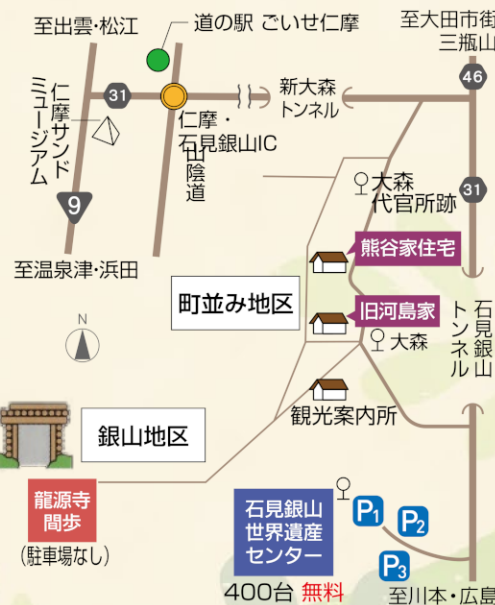 至出雲・松江
道の駅 ごいせ仁摩
至大田市街
三瓶山
46
31
新大森
トンネル
仁摩・
石見銀山IC
仁摩サンド
ミュージアム
山陰道
9
大森
代官所跡
31
熊谷家住宅
至温泉津・浜田
町並み地区
旧河島家
大森
石見銀山
トンネル
N
観光案内所
銀山地区
龍源寺
間歩
(駐車場なし)
石見銀山
世界遺産
センター
P1
P2
P3
400台 無料
至川本・広島